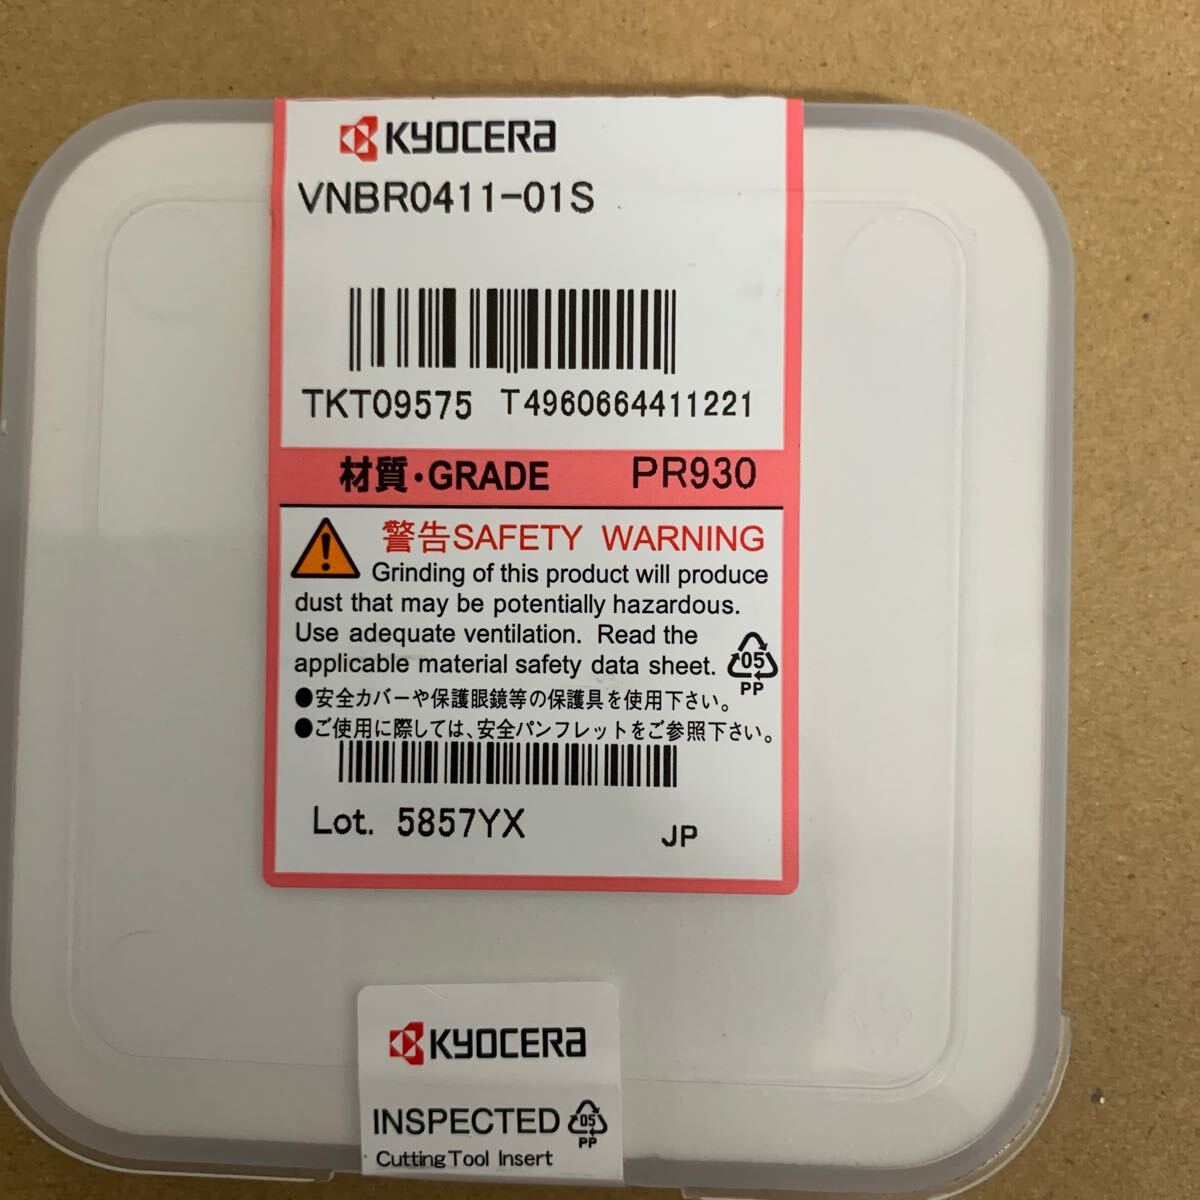 KYOCERA
VNBR0411-01S
TKT09575 T4960664411221
材質・GRADE PR930
警告SAFETY WARNING
Grinding of this product will produce
dust that may be potentially hazardous.
Use adequate ventilation. Read the
applicable material safety data sheet.
05
PP
●安全カバーや保護眼鏡等の保護具を使用下さい。
●ご使用に際しては、安全パンフレットをご参照下さい。
Lot. 5857YX
JP
KYOCERA
INSPECTED
05
PP
Cutting Tool Insert